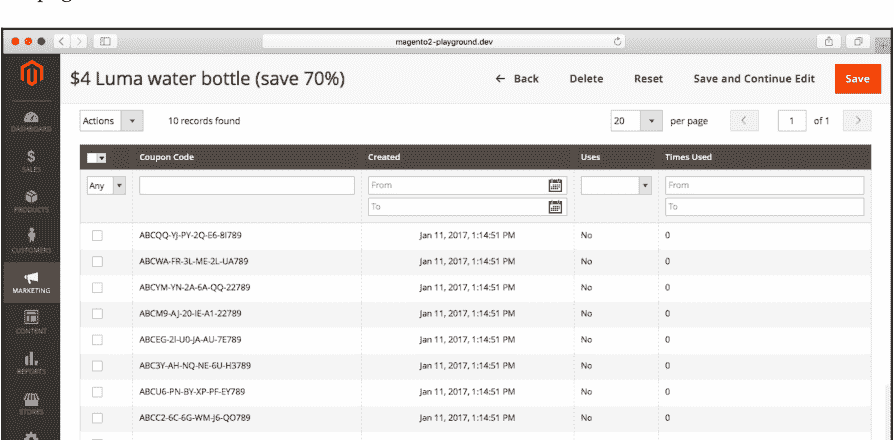 magento2-playground.dev
$4 Luma water bottle (save 70%)
← Back Delete Reset Save and Continue Edit Save
DASHBOARD
SALES
PRODUCTS
CUSTOMERS
MARKETING
CONTENT
REPORTS
STORES
Actions 10 records found 20 per page 1 of 1
Coupon Code Created Uses Times Used
Any From From
To To
ABCQQ-YJ-PY-2Q-E6-8I789 Jan 11, 2017, 1:14:51 PM No 0
ABCWA-FR-3L-ME-2L-UA789 Jan 11, 2017, 1:14:51 PM No 0
ABCYM-YN-2A-6A-QQ-22789 Jan 11, 2017, 1:14:51 PM No 0
ABCM9-AJ-20-IE-A1-22789 Jan 11, 2017, 1:14:51 PM No 0
ABCEG-2I-U0-JA-AU-7E789 Jan 11, 2017, 1:14:51 PM No 0
ABC3Y-AH-NQ-NE-6U-H3789 Jan 11, 2017, 1:14:51 PM No 0
ABCU6-PN-BY-XP-PF-EY789 Jan 11, 2017, 1:14:51 PM No 0
ABCC2-6C-6G-WM-J6-QO789 Jan 11, 2017, 1:14:51 PM No 0